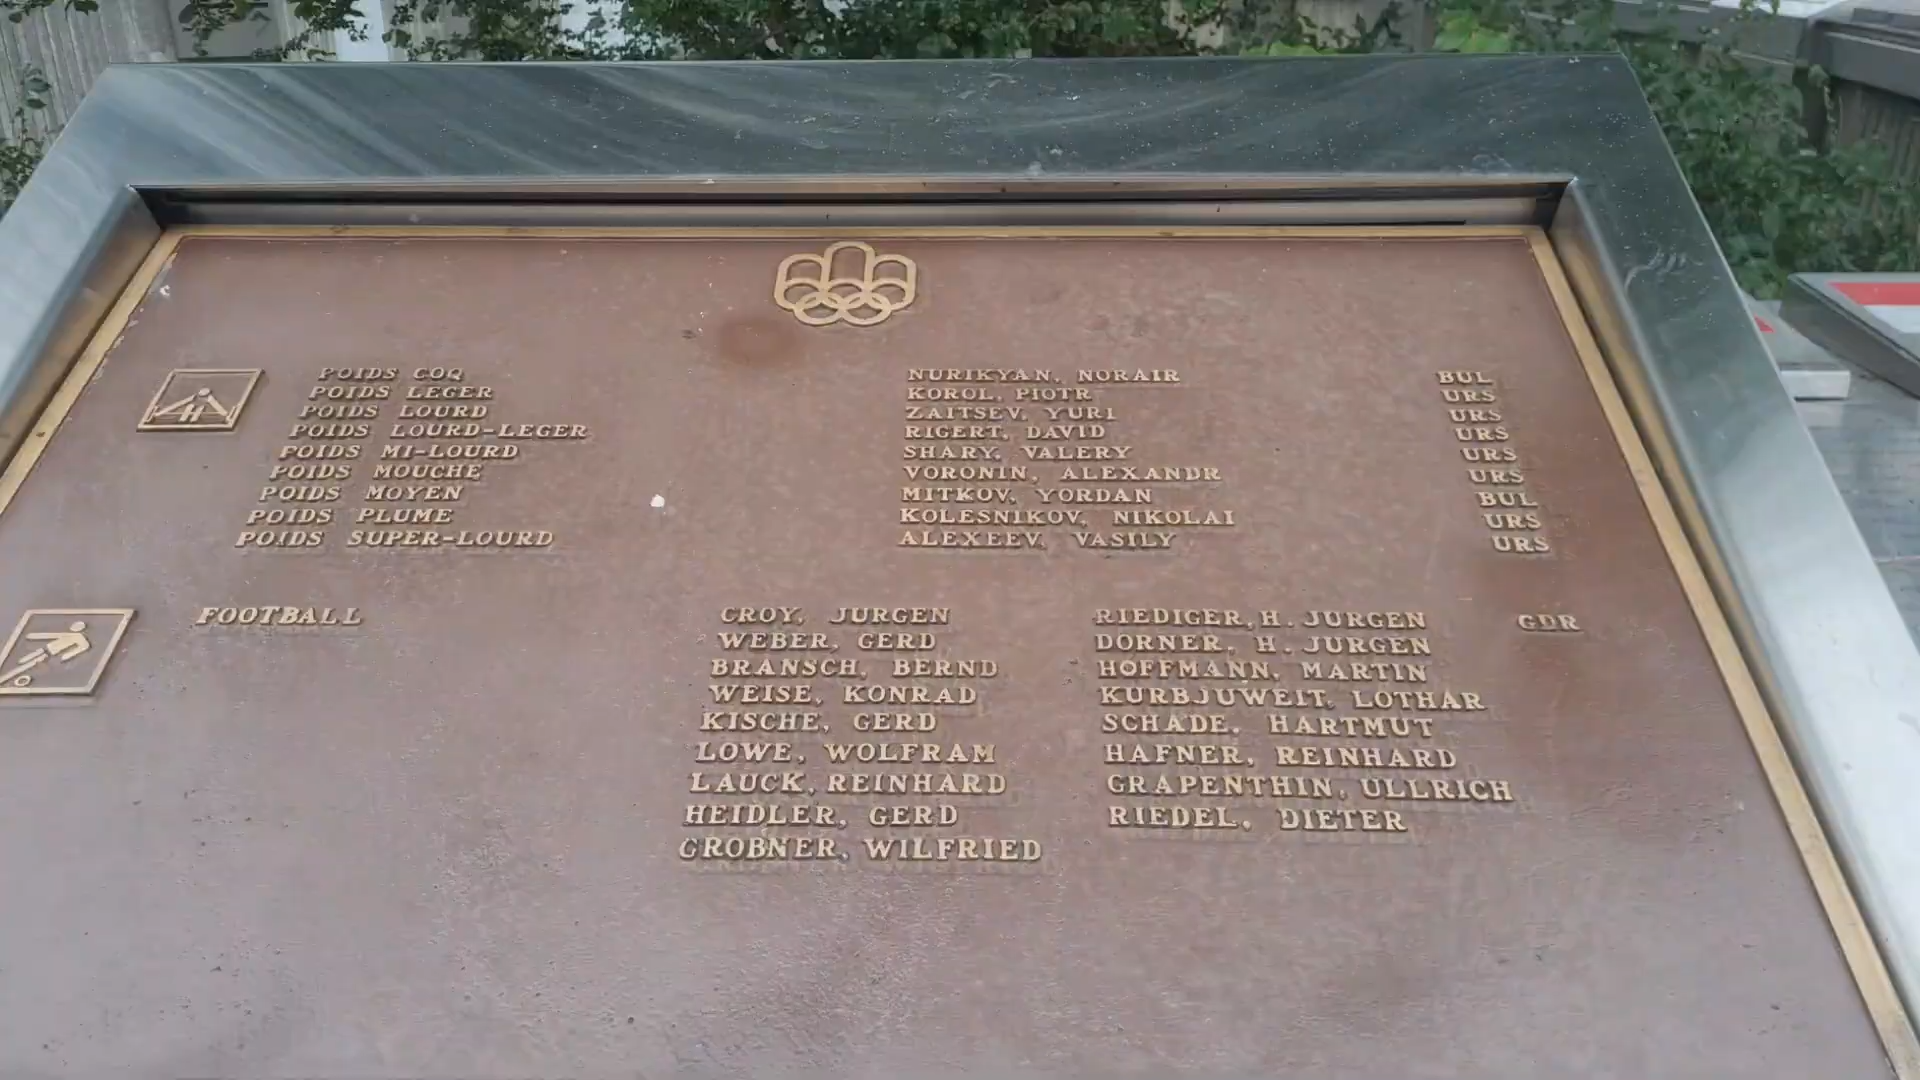 POIDS COQ NURIKYAN, NORAIR BUL
POIDS LEGER KOROL, PIOTR URS
POIDS LOURD ZAITSEV, YURI URS
POIDS LOURD-LEGER RIGERT, DAVID URS
POIDS MI-LOURD SHARY, VALERY URS
POIDS MOUCHE VORONIN, ALEXANDR URS
POIDS MOYEN MITKOV, YORDAN BUL
POIDS PLUME KOLESNIKOV, NIKOLAI URS
POIDS SUPER-LOURD ALEXEEV, VASILY URS
FOOTBALL CROY, JURGEN RIEDIGER, H. JURGEN GDR
WEBER, GERD DORNER, H. JURGEN
BRANSCH, BERND HOFFMANN, MARTIN
WEISE, KONRAD KURBJUWEIT, LOTHAR
KISCHE, GERD SCHADE, HARTMUT
LOWE, WOLFRAM HAFNER, REINHARD
LAUCK, REINHARD GRAPENTHIN, ULLRICH
HEIDLER, GERD RIEDEL, DIETER
GROBNER, WILFRIED